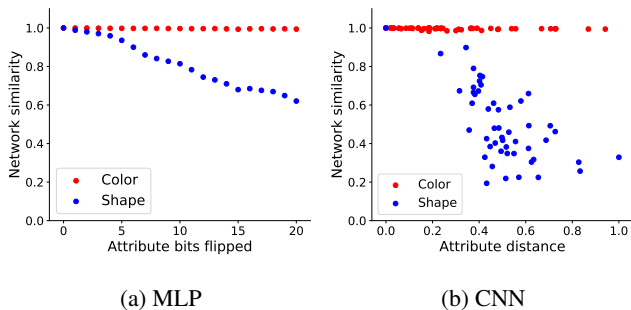 Network similarity
1.0
0.8
0.6
0.4
0.2
0.0
Color
Shape
0 5 10 15 20
Attribute bits flipped
(a) MLP
Network similarity
1.0
0.8
0.6
0.4
0.2
0.0
Color
Shape
0.0 0.2 0.4 0.6 0.8 1.0
Attribute distance
(b) CNN